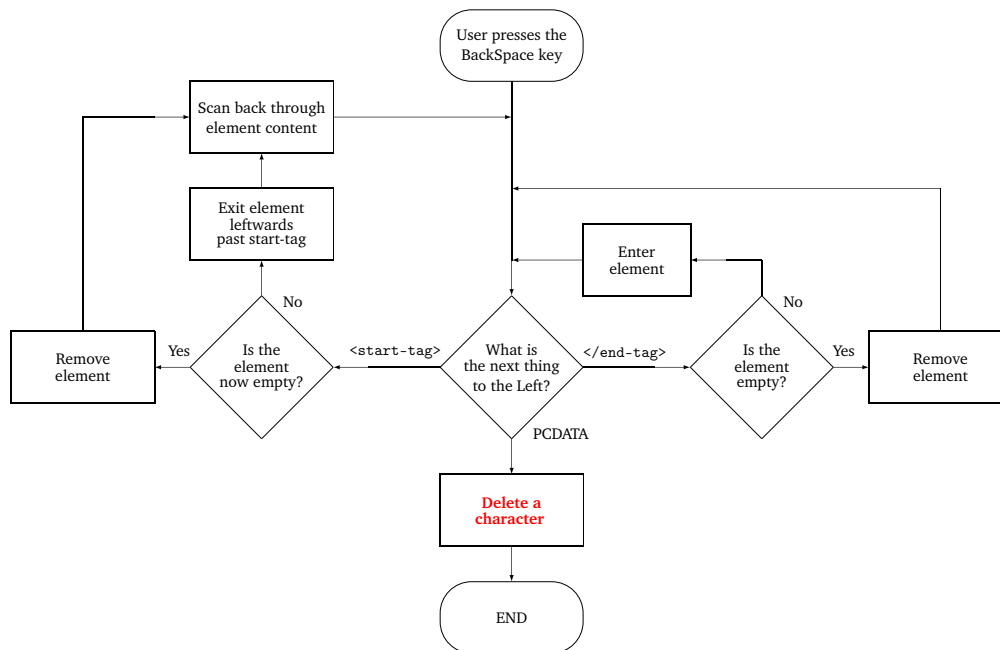 User presses the
BackSpace key
Scan back through
element content
Exit element
leftwards
past start-tag
Enter
element
No
No
Remove
element
Yes
Is the
element
now empty?
<start-tag>
What is
the next thing
to the Left?
</end-tag>
Is the
element
empty?
Yes
Remove
element
PCDATA
Delete a
character
END